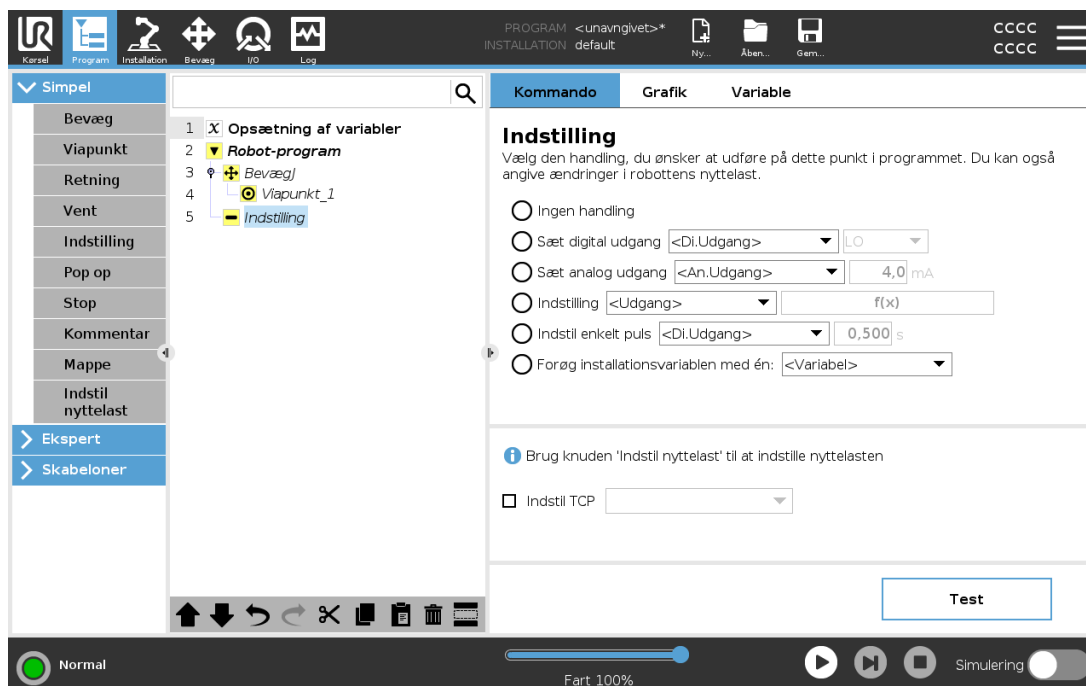 PROGRAM <unavngivet>*
INSTALLATION default
CCCC
CCCC
Kørsel
Program
Installation
Bevæg
I/O
Log
Ny...
Åben...
Gem...
Simpel
Bevæg
Viapunkt
Retning
Vent
Indstilling
Pop op
Stop
Kommentar
Mappe
Indstil
nyttelast
Ekspert
Skabeloner
1 X Opsætning af variabler
2 Robot-program
3 BevægJ
4 Viapunkt_1
5 Indstilling
Kommando Grafik Variable
Indstilling
Vælg den handling, du ønsker at udføre på dette punkt i programmet. Du kan også
angive ændringer i robottens nyttelast.
Ingen handling
Sæt digital udgang <Di.Udgang> LO
Sæt analog udgang <An.Udgang> 4,0 mA
Indstilling <Udgang> f(x)
Indstil enkelt puls <Di.Udgang> 0,500 s
Forøg installationsvariablen med én: <Variabel>
Brug knuden 'Indstil nyttelast' til at indstille nyttelasten
Indstil TCP
Test
Normal
Fart 100%
Simulering